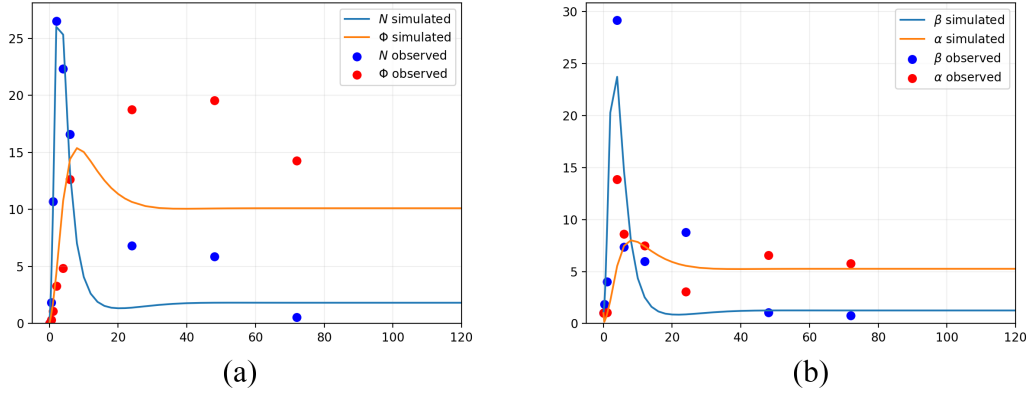 25
20
15
10
5
0
0 20 40 60 80 100 120
N simulated
Φ simulated
N observed
Φ observed
(a)
30
25
20
15
10
5
0
0 20 40 60 80 100 120
β simulated
α simulated
β observed
α observed
(b)